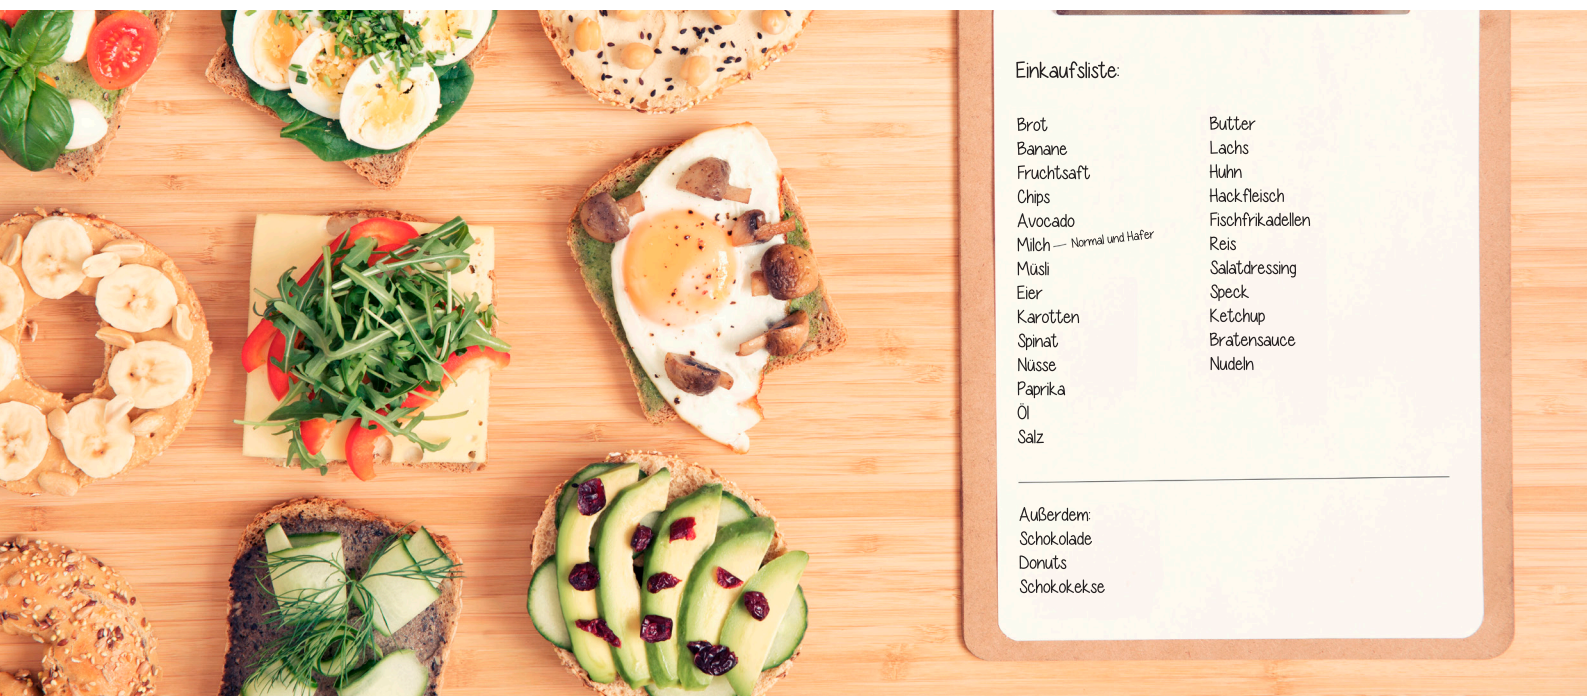 Einkaufsliste:
Brot
Banane
Fruchtsaft
Chips
Avocado
Milch — Normal und Hafer
Müsli
Eier
Karotten
Spinat
Nüsse
Paprika
Öl
Salz
Butter
Lachs
Huhn
Hackfleisch
Fischfrikadellen
Reis
Salatdressing
Speck
Ketchup
Bratensauce
Nudeln
Außerdem:
Schokolade
Donuts
Schokokekse